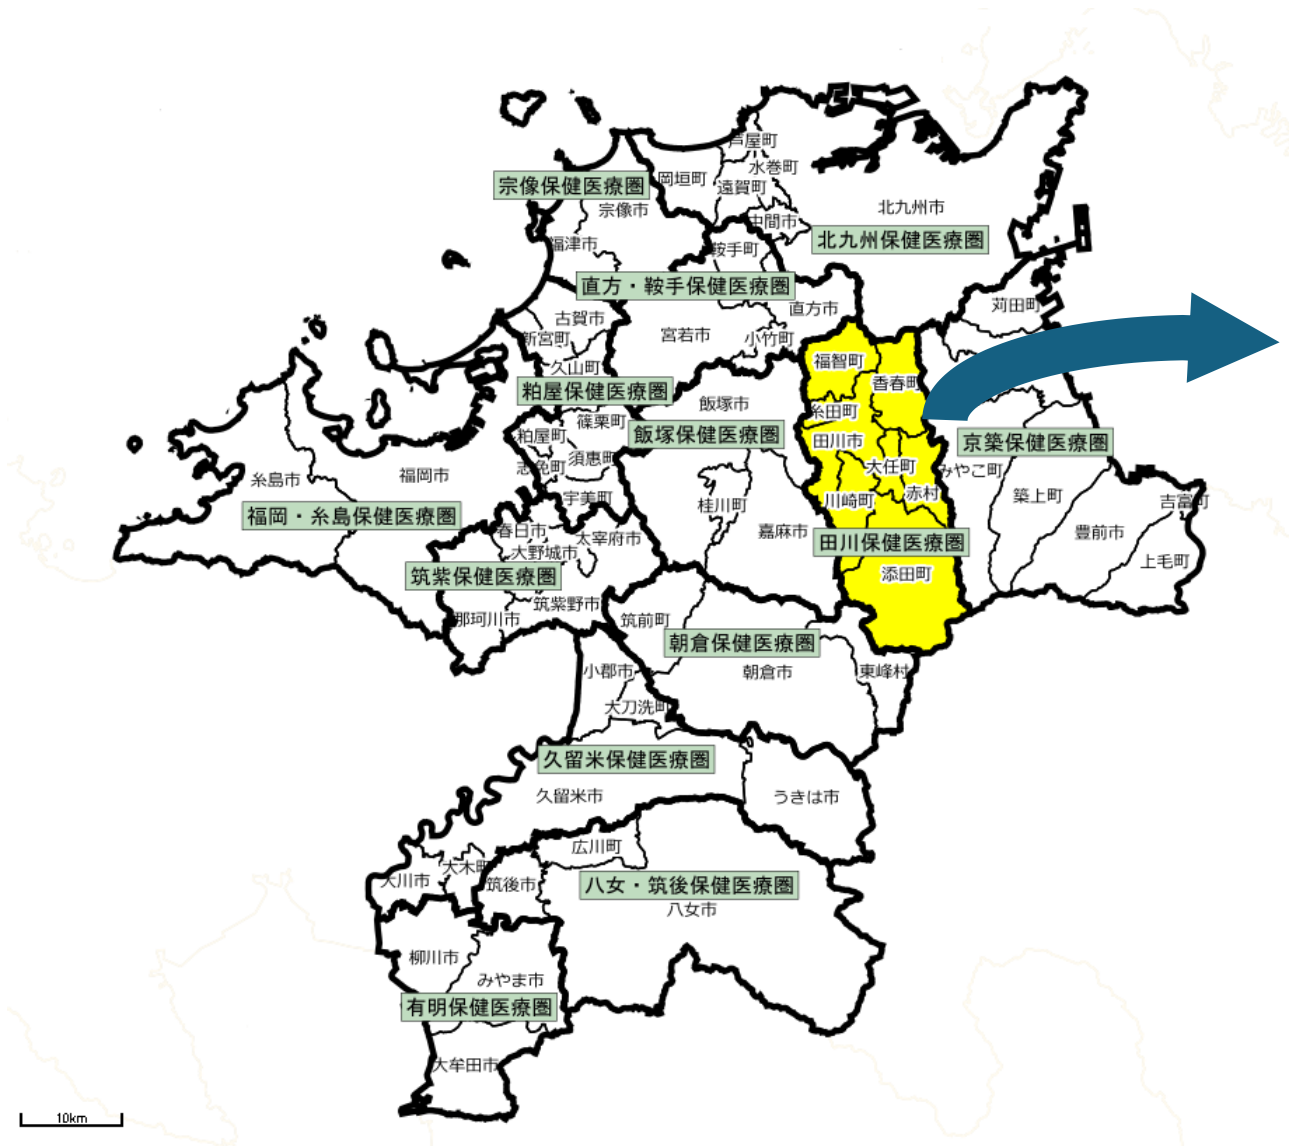 芦屋町
水巻町
岡垣町
遠賀町
宗像保健医療圏
宗像市
北九州市
中間市
北九州保健医療圏
福津市
鞍手町
直方・鞍手保健医療圏
直方市
苅田町
古賀市
新宮町
宮若市
小竹町
久山町
福智町
香春町
粕屋保健医療圏
飯塚市
糸田町
篠栗町
粕屋町
飯塚保健医療圏
田川市
京築保健医療圏
志免町
須惠町
大任町
みやこ町
糸島市
福岡市
宇美町
桂川町
川崎町
赤村
築上町
吉富町
福岡・糸島保健医療圏
春日市
大野城市
太宰府市
嘉麻市
田川保健医療圏
豊前市
上毛町
筑紫保健医療圏
添田町
筑紫野市
那珂川市
筑前町
朝倉保健医療圏
小郡市
朝倉市
東峰村
大刀洗町
久留米保健医療圏
久留米市
うきは市
広川町
大木町
大川市
筑後市
八女・筑後保健医療圏
八女市
柳川市
みやま市
有明保健医療圏
大牟田市
10km